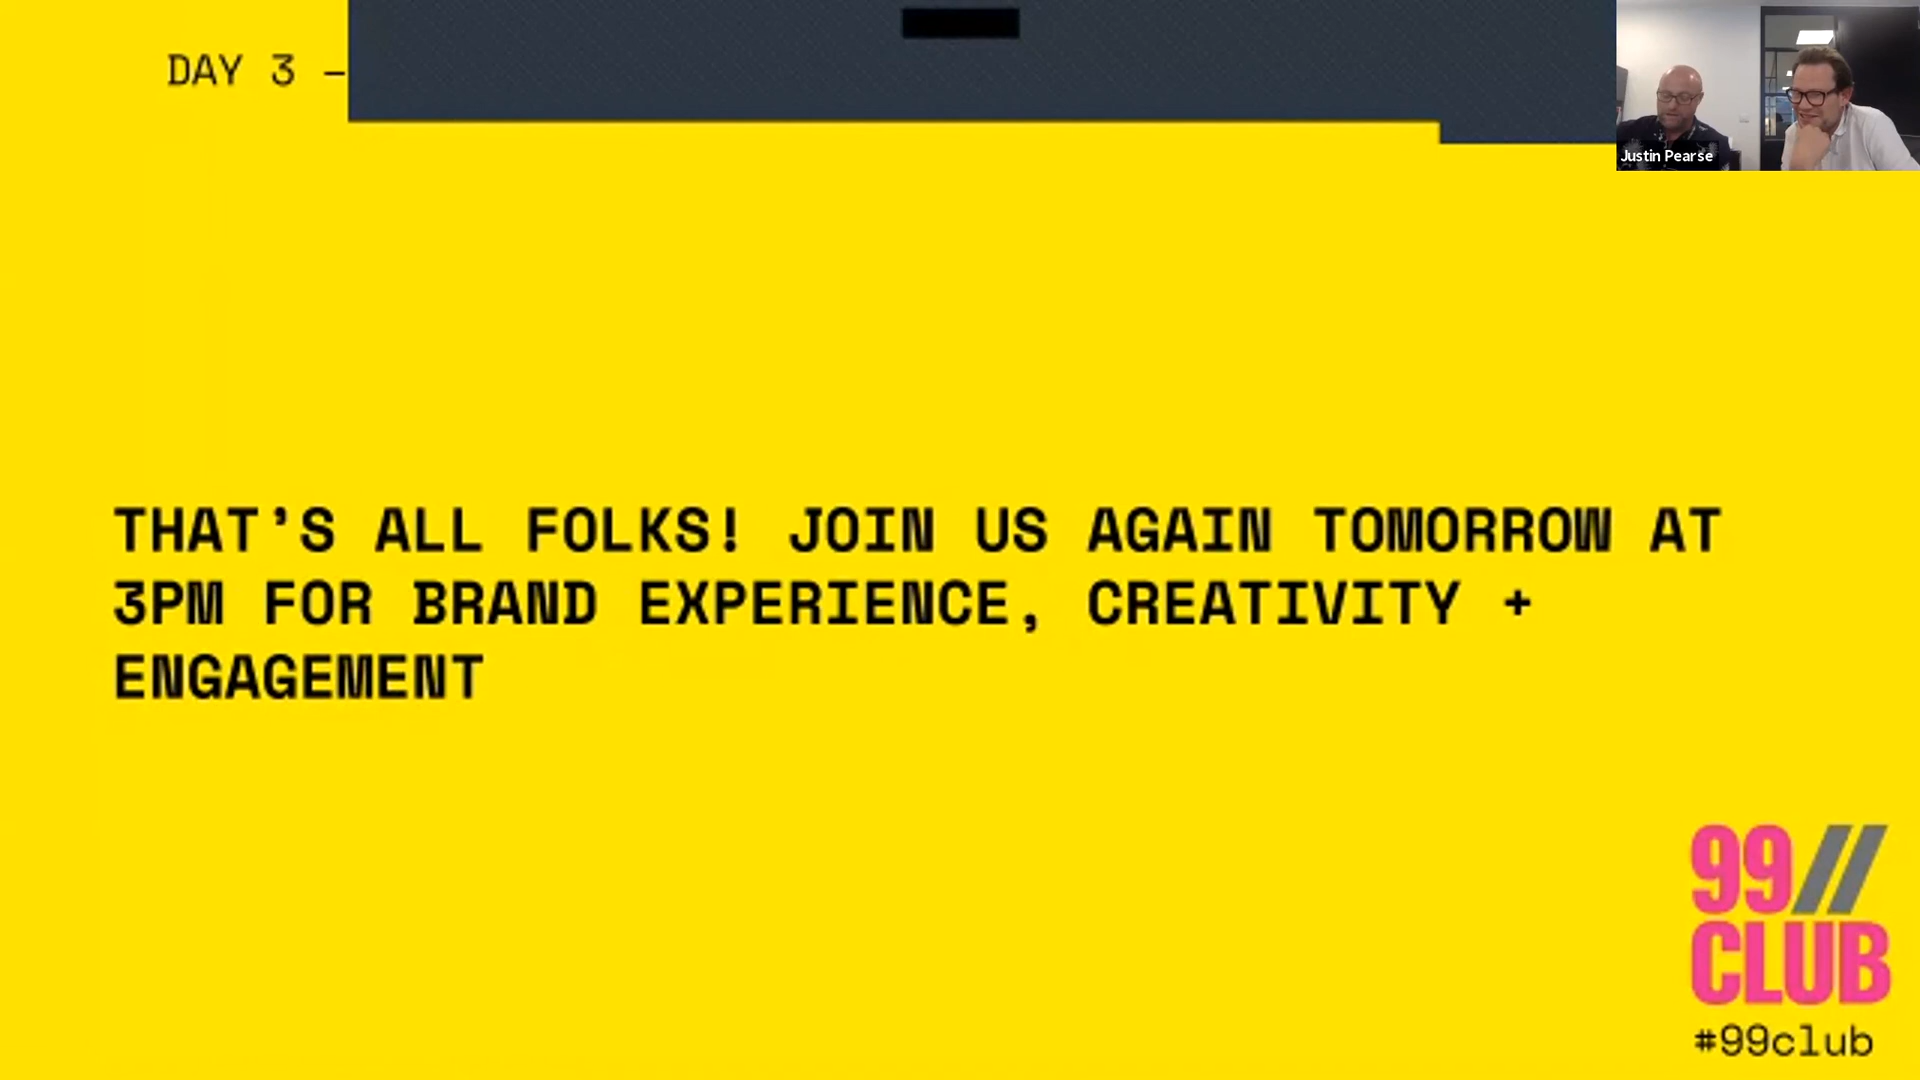 DAY 3 –
Justin Pearse
THAT’S ALL FOLKS! JOIN US AGAIN TOMORROW AT
3PM FOR BRAND EXPERIENCE, CREATIVITY +
ENGAGEMENT
99//
CLUB
#99club